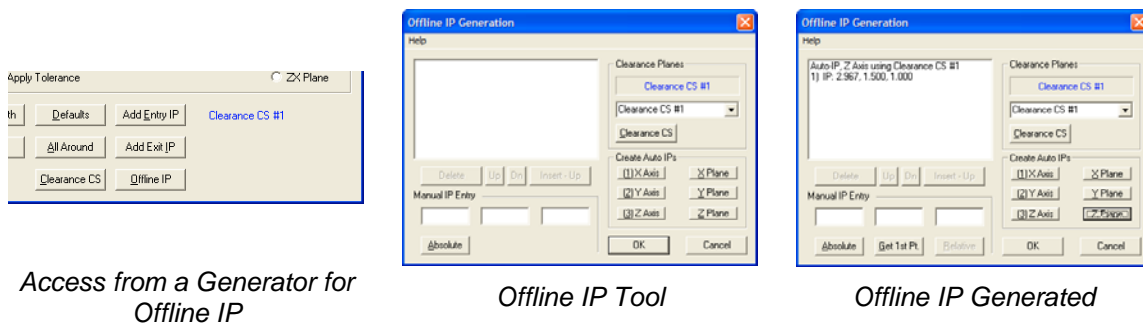 Apply Tolerance
ZX Plane
Defaults
Add Entry IP
Clearance CS #1
All Around
Add Exit IP
Clearance CS
Offline IP
Access from a Generator for
Offline IP
Offline IP Generation
Help
Clearance Planes
Clearance CS #1
Clearance CS #1
Clearance CS
Create Auto IPs
Delete
Up
Dn
Insert - Up
(1) X Axis
X Plane
Manual IP Entry
(2) Y Axis
Y Plane
(3) Z Axis
Z Plane
Absolute
OK
Cancel
Offline IP Tool
Offline IP Generation
Help
Auto-IP, Z Axis using Clearance CS #1
1) IP: 2.967, 1.500, 1.000
Clearance Planes
Clearance CS #1
Clearance CS #1
Clearance CS
Create Auto IPs
Delete
Up
Dn
Insert - Up
(1) X Axis
X Plane
Manual IP Entry
(2) Y Axis
Y Plane
(3) Z Axis
Z Plane
Absolute
Get 1st Pt.
Relative
OK
Cancel
Offline IP Generated